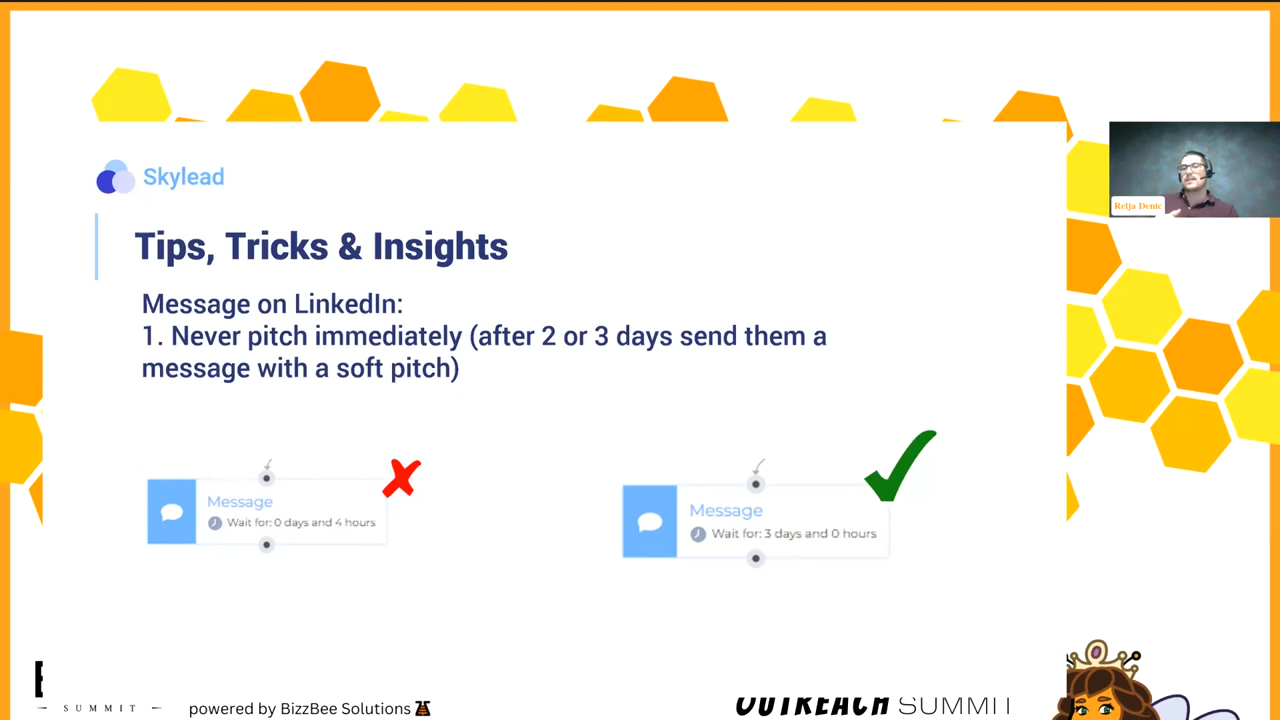 Skylead
Relja Denic
Tips, Tricks & Insights
Message on LinkedIn:
1. Never pitch immediately (after 2 or 3 days send them a
message with a soft pitch)
Message
Wait for: 0 days and 4 hours
Message
Wait for: 3 days and 0 hours
SUMMIT
powered by BizzBee Solutions
OUTREACH SUMMIT